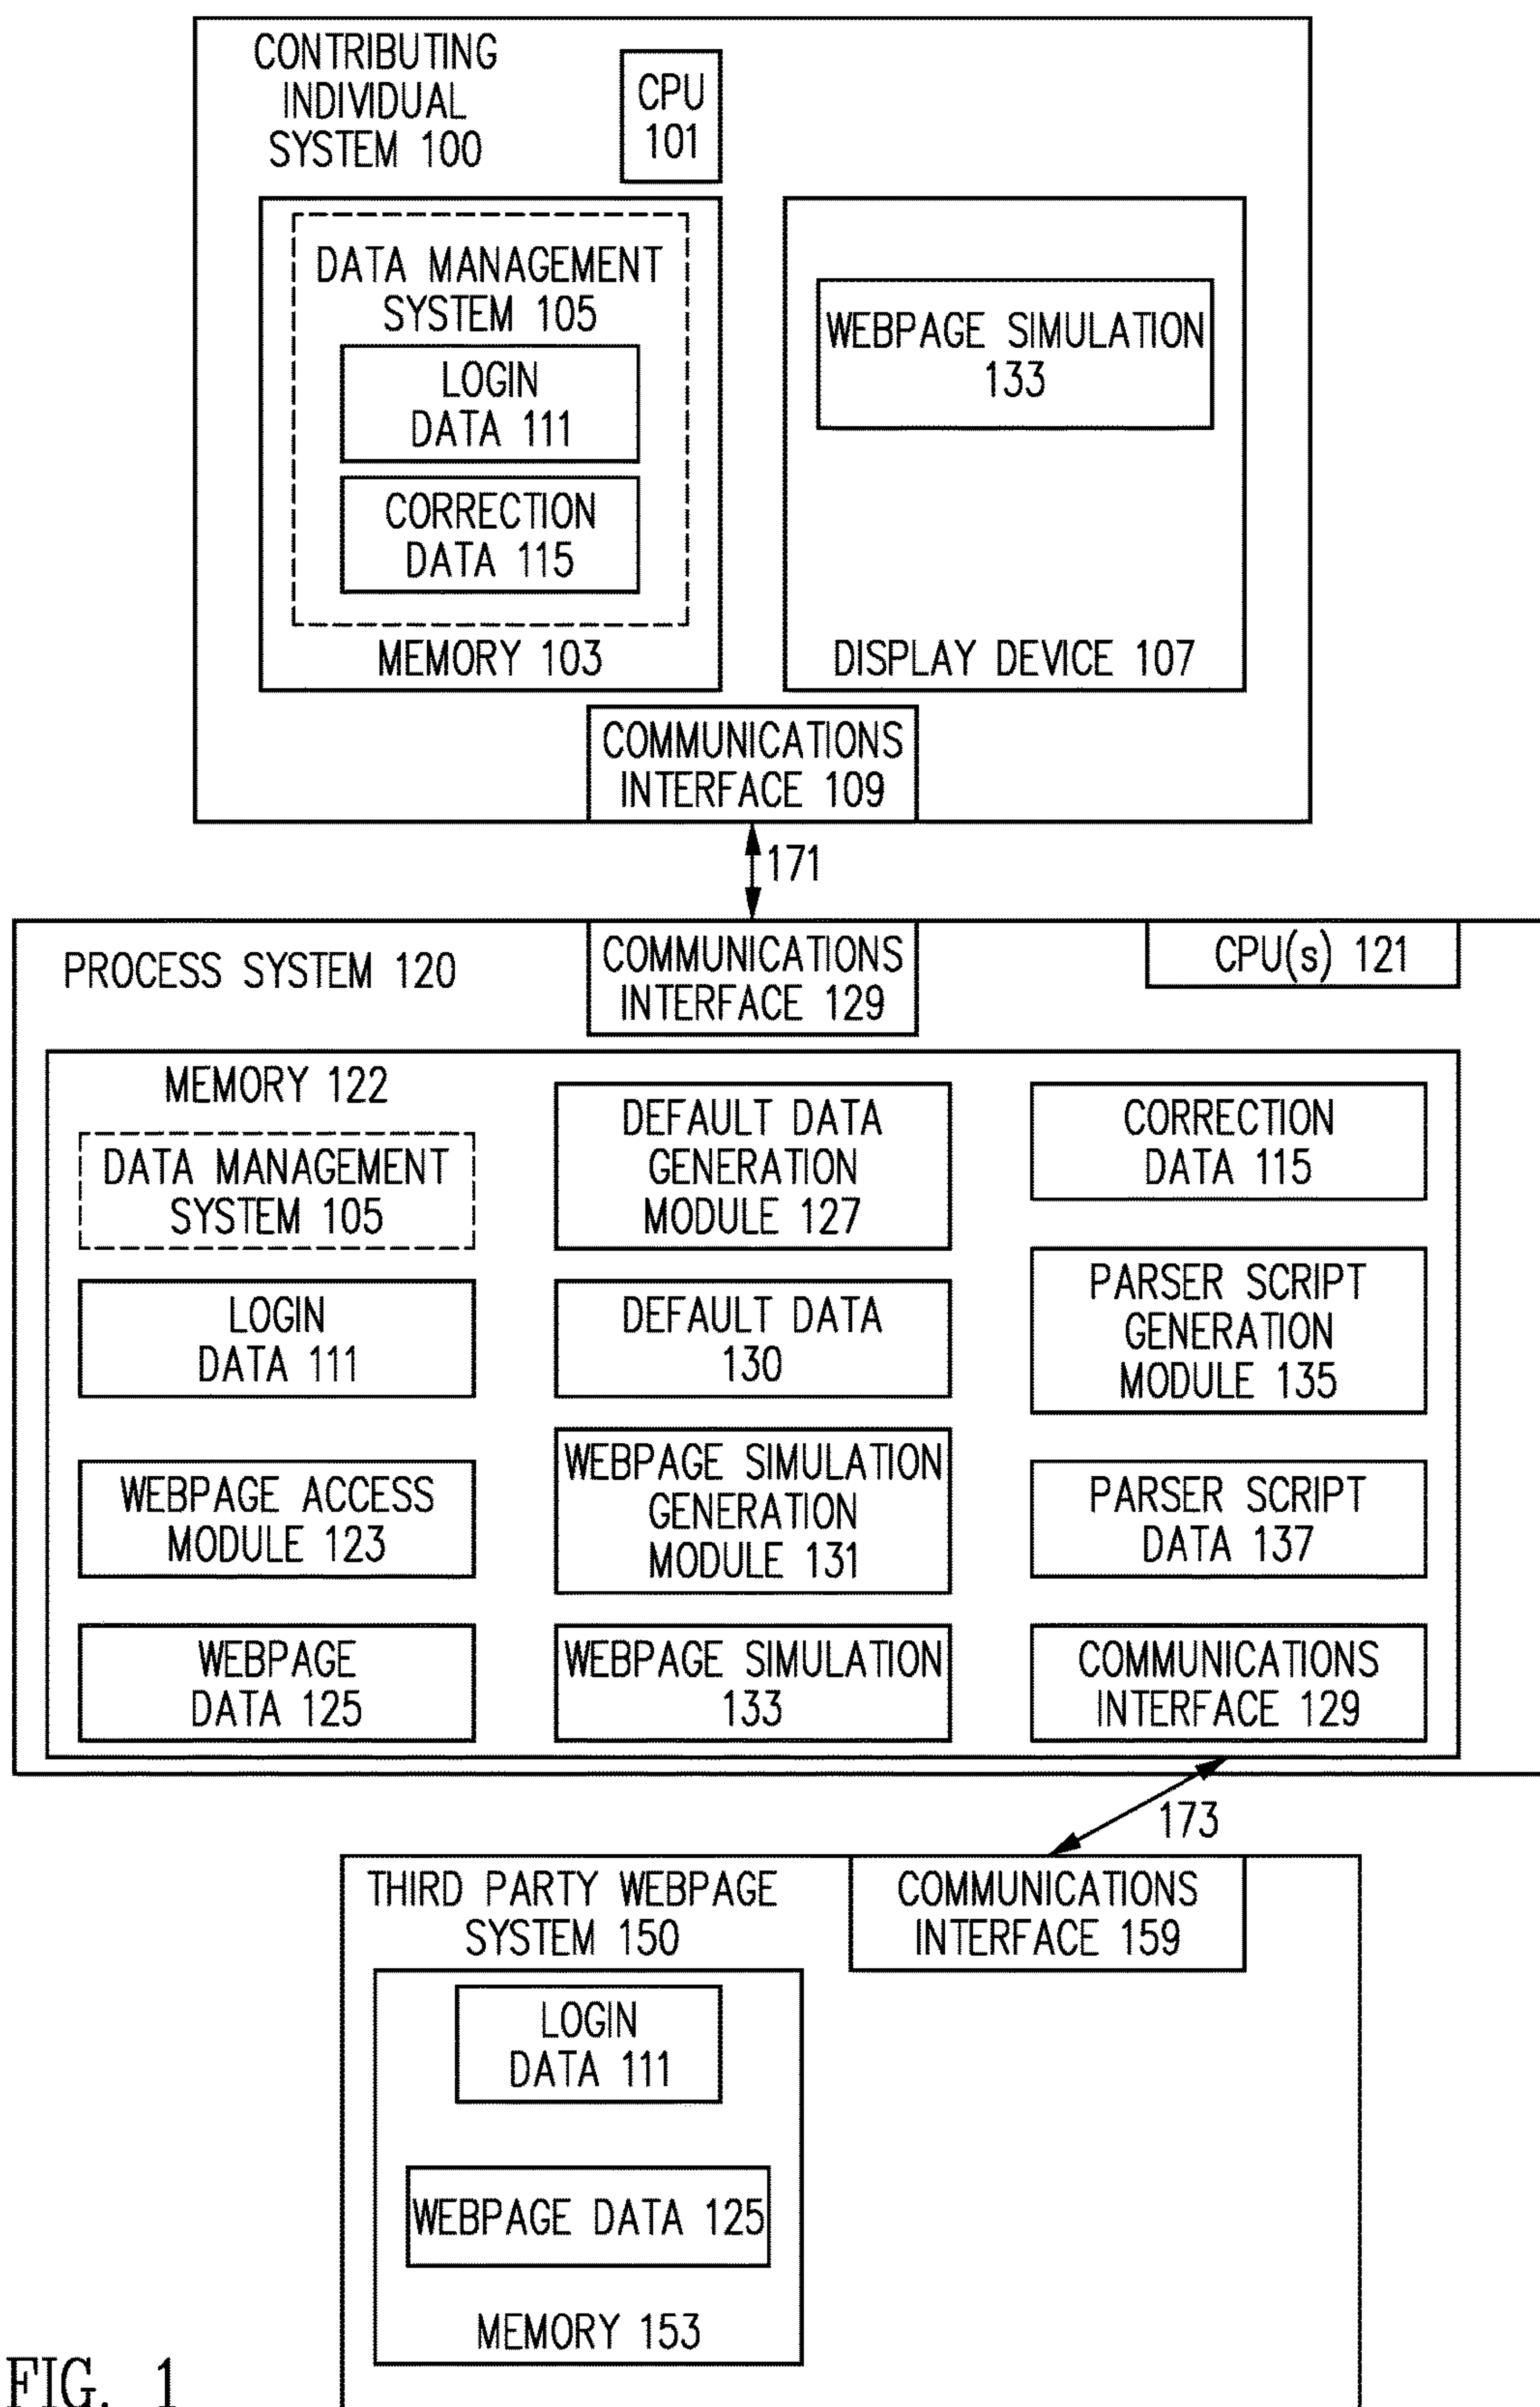 CONTRIBUTING
INDIVIDUAL
SYSTEM 100
CPU
101
DATA MANAGEMENT
SYSTEM 105
LOGIN
DATA 111
CORRECTION
DATA 115
MEMORY 103
WEBPAGE SIMULATION
133
DISPLAY DEVICE 107
COMMUNICATIONS
INTERFACE 109
171
PROCESS SYSTEM 120
COMMUNICATIONS
INTERFACE 129
CPU(s) 121
MEMORY 122
DATA MANAGEMENT
SYSTEM 105
LOGIN
DATA 111
WEBPAGE ACCESS
MODULE 123
WEBPAGE
DATA 125
DEFAULT DATA
GENERATION
MODULE 127
DEFAULT DATA
130
WEBPAGE SIMULATION
GENERATION
MODULE 131
WEBPAGE SIMULATION
133
CORRECTION
DATA 115
PARSER SCRIPT
GENERATION
MODULE 135
PARSER SCRIPT
DATA 137
COMMUNICATIONS
INTERFACE 129
173
THIRD PARTY WEBPAGE
SYSTEM 150
COMMUNICATIONS
INTERFACE 159
LOGIN
DATA 111
WEBPAGE DATA 125
MEMORY 153
FIG. 1